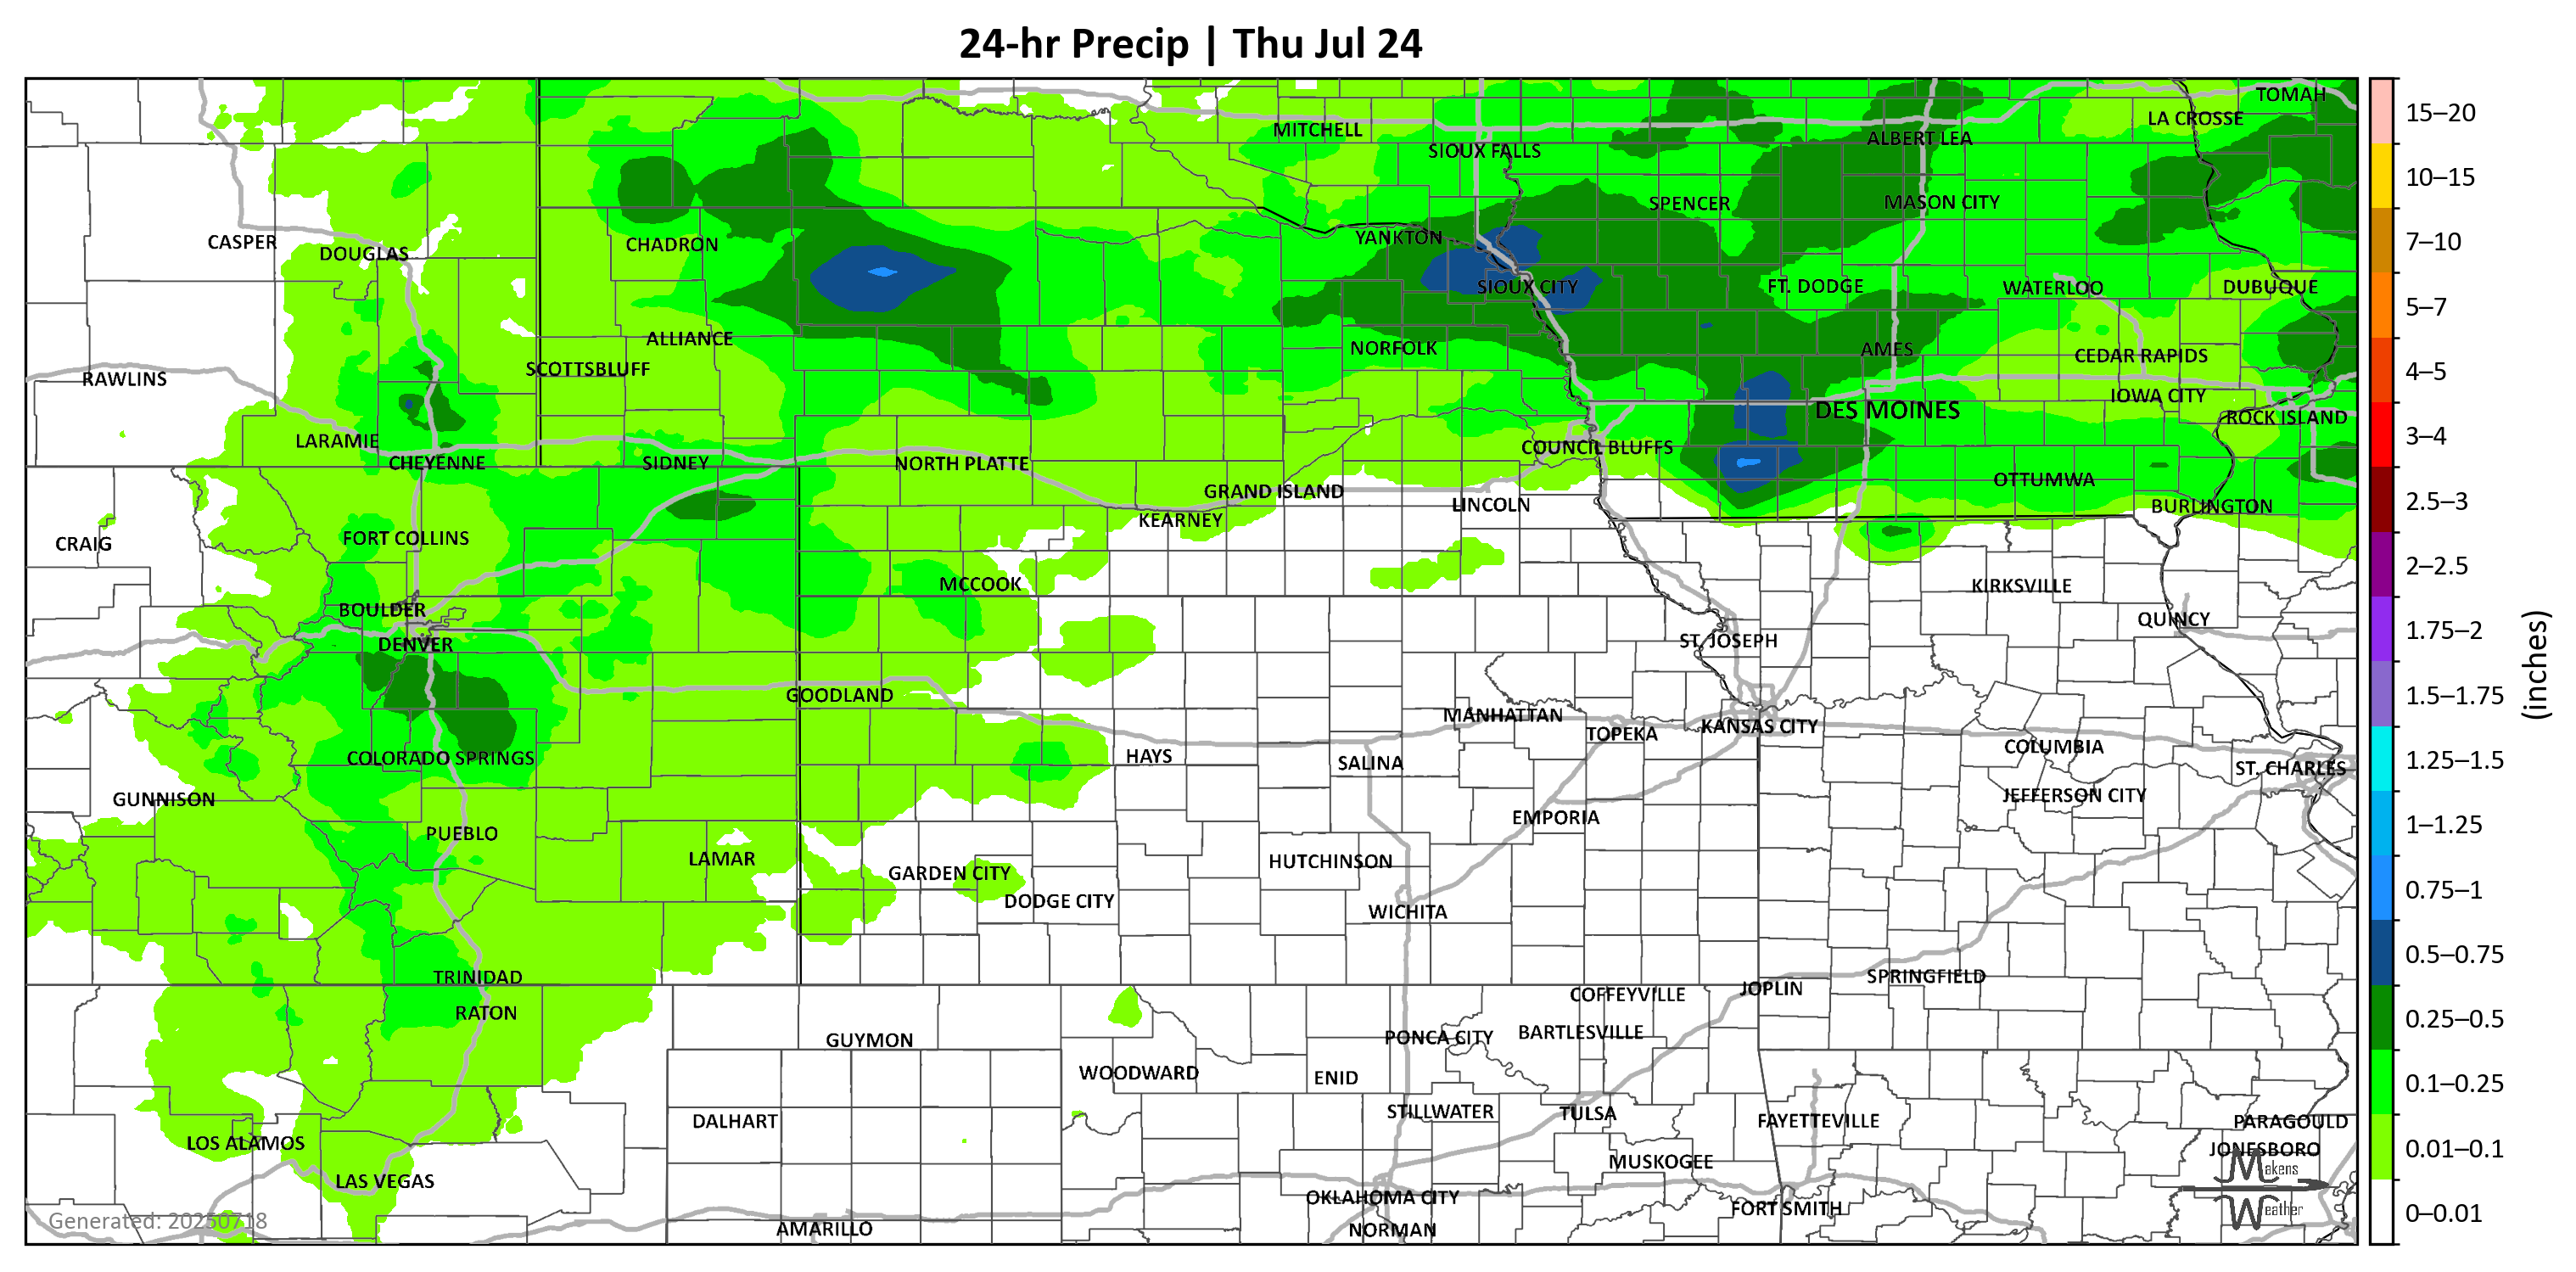 24-hr Precip | Thu Jul 24
TOMAH
15–20
LA CROSSE
MITCHELL
ALBERT LEA
SIOUX FALLS
10–15
SPENCER
MASON CITY
YANKTON
CASPER
CHADRON
7–10
DOUGLAS
SIOUX CITY
FT. DODGE
WATERLOO
DUBUQUE
5–7
ALLIANCE
NORFOLK
AMES
CEDAR RAPIDS
SCOTTSBLUFF
4–5
RAWLINS
IOWA CITY
DES MOINES
ROCK ISLAND
LARAMIE
3–4
COUNCIL BLUFFS
CHEYENNE
SIDNEY
NORTH PLATTE
OTTUMWA
GRAND ISLAND
2.5–3
LINCOLN
BURLINGTON
KEARNEY
FORT COLLINS
CRAIG
2–2.5
MCCOOK
KIRKSVILLE
BOULDER
QUINCY
1.75–2
DENVER
ST. JOSEPH
(inches)
GOODLAND
1.5–1.75
MANHATTAN
KANSAS CITY
TOPEKA
COLUMBIA
COLORADO SPRINGS
HAYS
SALINA
1.25–1.5
ST. CHARLES
GUNNISON
JEFFERSON CITY
EMPORIA
1–1.25
PUEBLO
LAMAR
HUTCHINSON
GARDEN CITY
0.75–1
DODGE CITY
WICHITA
0.5–0.75
TRINIDAD
SPRINGFIELD
JOPLIN
COFFEYVILLE
RATON
0.25–0.5
BARTLESVILLE
PONCA CITY
GUYMON
WOODWARD
ENID
0.1–0.25
STILLWATER
TULSA
DALHART
FAYETTEVILLE
PARAGOULD
LOS ALAMOS
JONESBORO
0.01–0.1
MUSKOGEE
Makens
LAS VEGAS
OKLAHOMA CITY
FORT SMITH
Weather
0–0.01
Generated: 20250718
AMARILLO
NORMAN